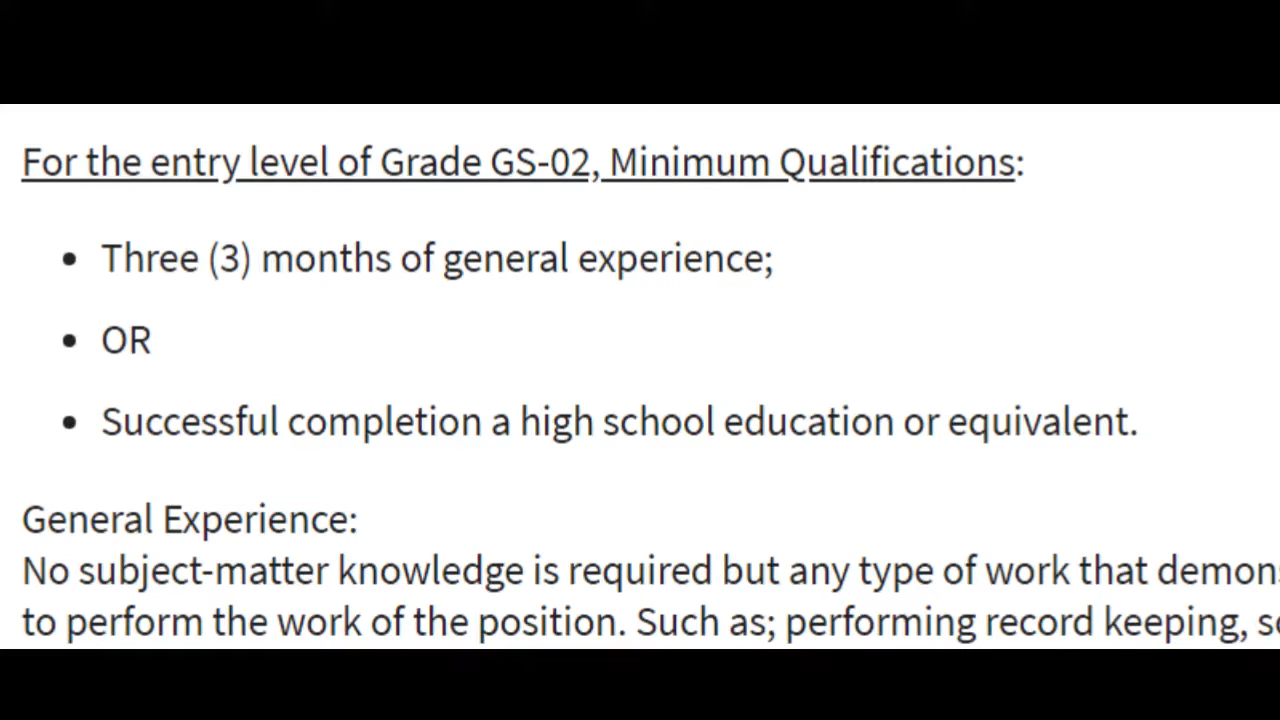 For the entry level of Grade GS-02, Minimum Qualifications:
• Three (3) months of general experience;
• OR
• Successful completion a high school education or equivalent.
General Experience:
No subject-matter knowledge is required but any type of work that
to perform the work of the position. Such as; performing record keeping,